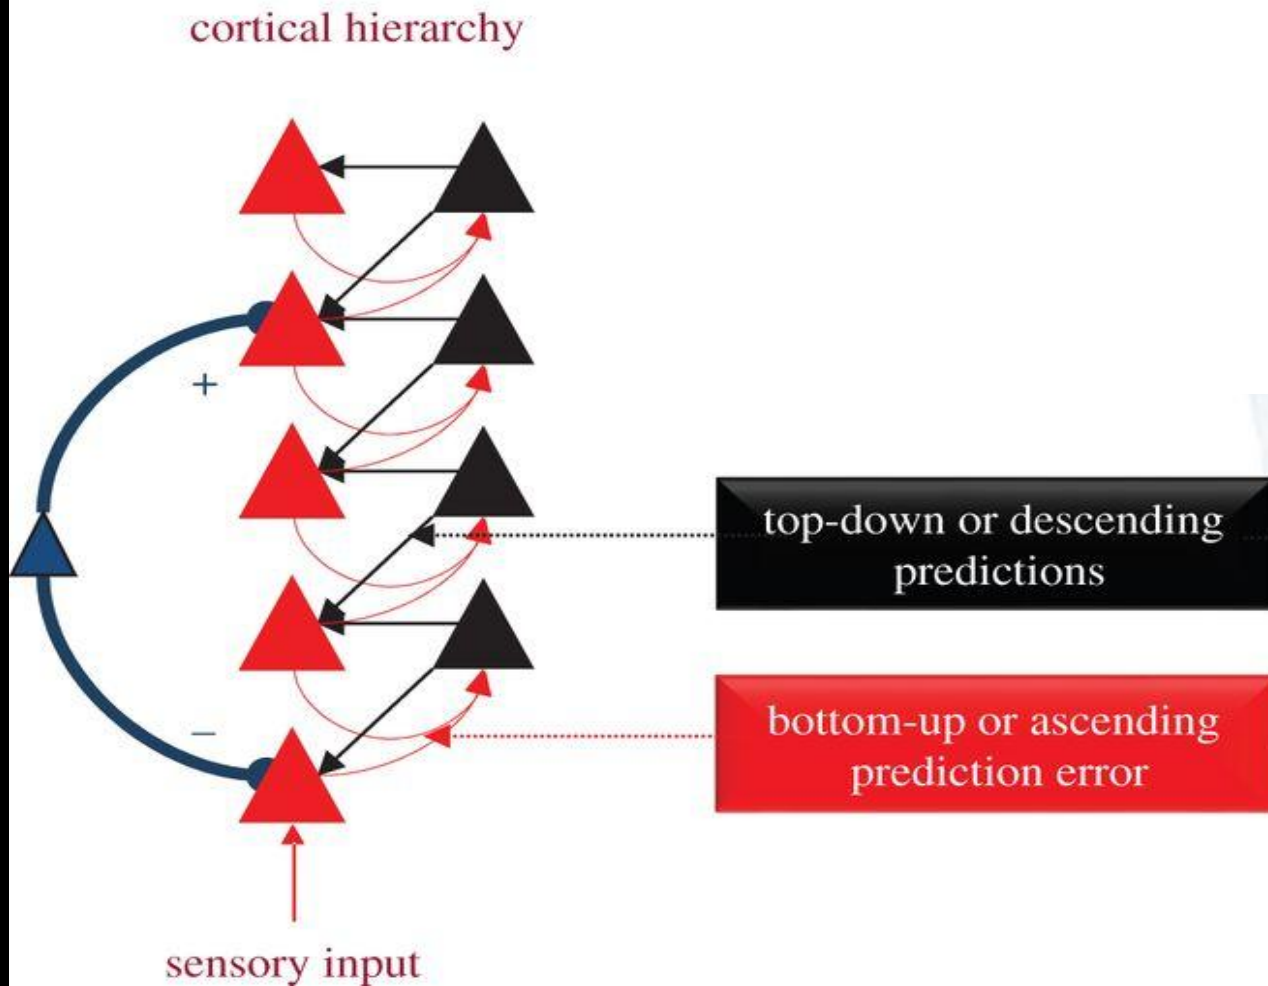 cortical hierarchy
+
top-down or descending
predictions
−
bottom-up or ascending
prediction error
sensory input